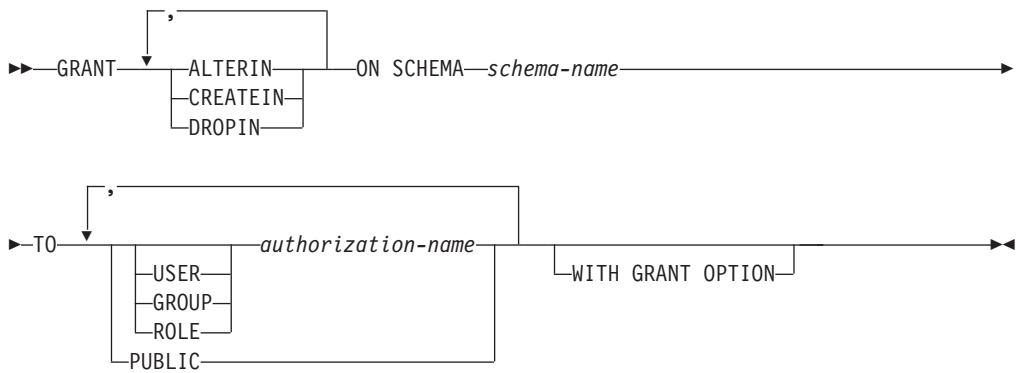 ,
GRANT ALTERIN ON SCHEMA schema-name
CREATEIN
DROPIN
,
TO authorization-name
USER WITH GRANT OPTION
GROUP
ROLE
PUBLIC